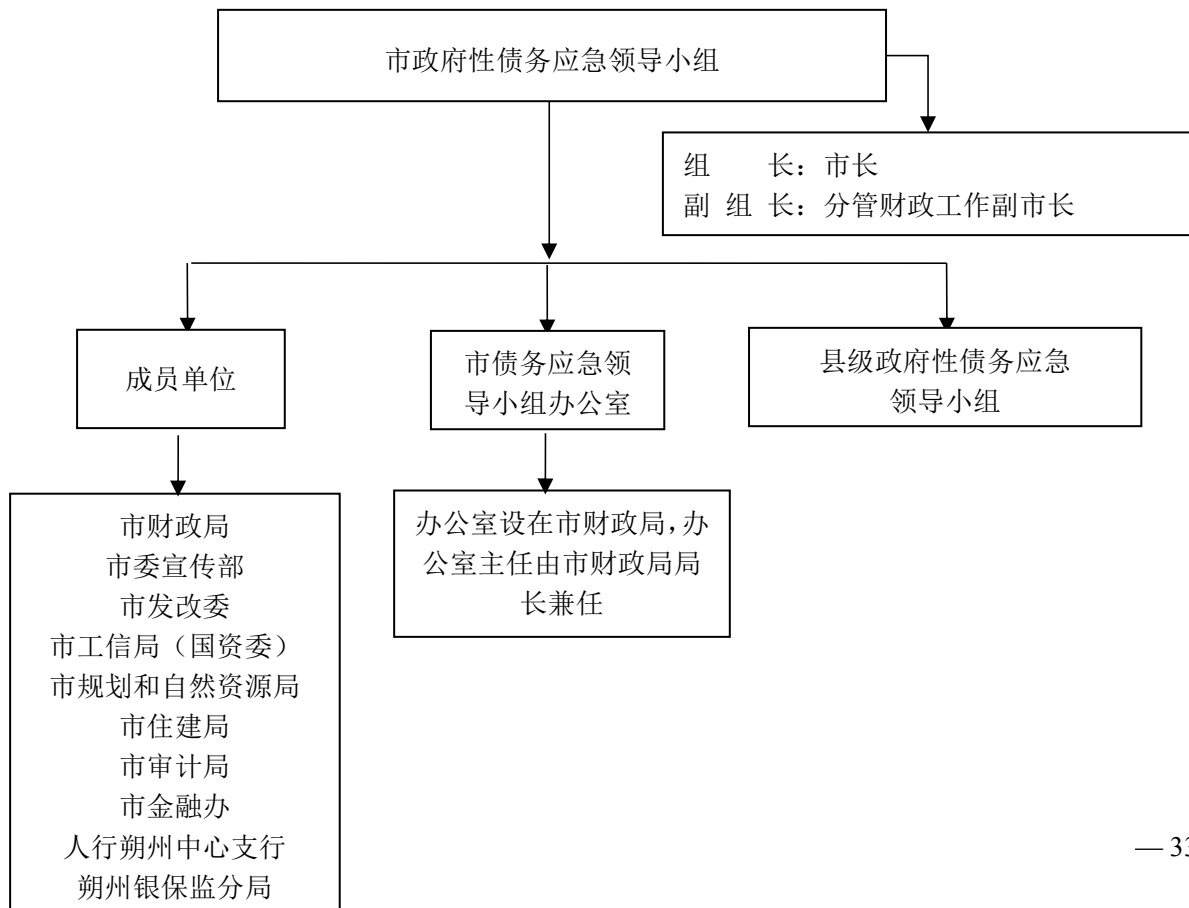 市政府性债务应急领导小组
组　　长：市长
副 组 长：分管财政工作副市长
成员单位
市债务应急领
导小组办公室
县级政府性债务应急
领导小组
市财政局
市委宣传部
市发改委
市工信局（国资委）
市规划和自然资源局
市住建局
市审计局
市金融办
人行朔州中心支行
朔州银保监分局
办公室设在市财政局，办
公室主任由市财政局局
长兼任
— 33